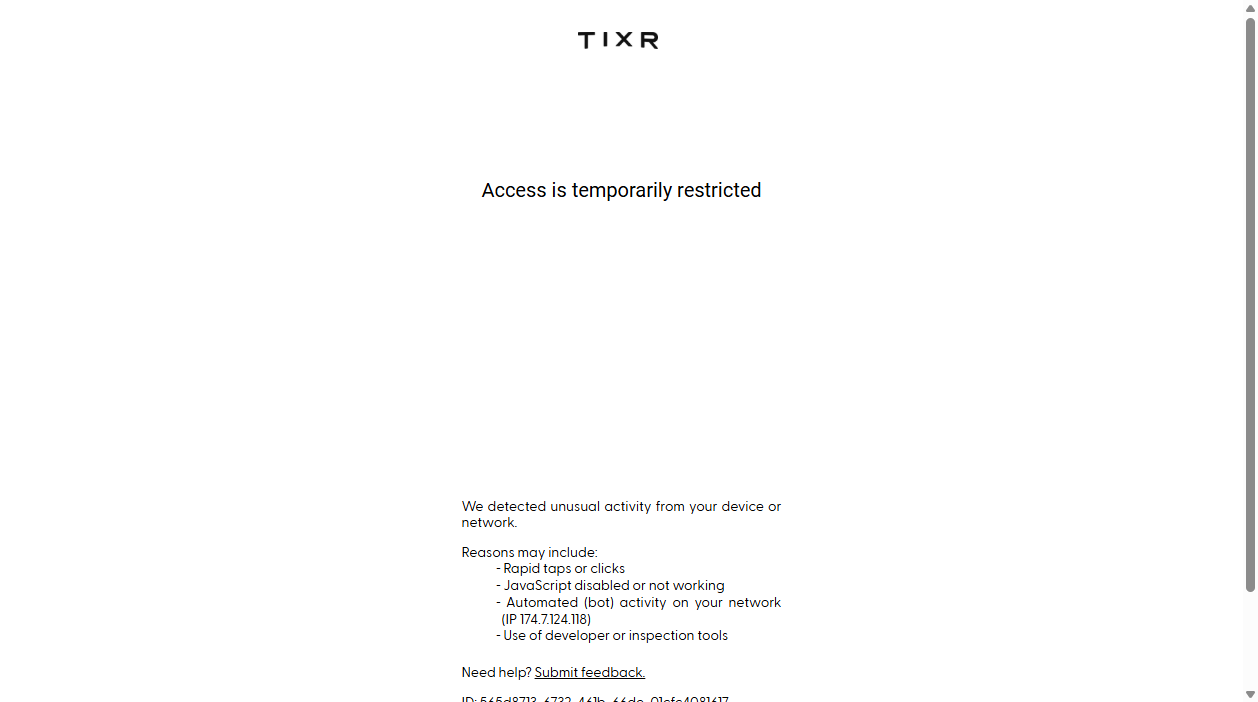 TIXR
Access is temporarily restricted
We detected unusual activity from your device or
network.
Reasons may include:
- Rapid taps or clicks
- JavaScript disabled or not working
- Automated (bot) activity on your network
(IP 174.7.124.118)
- Use of developer or inspection tools
Need help? Submit feedback.
ID: